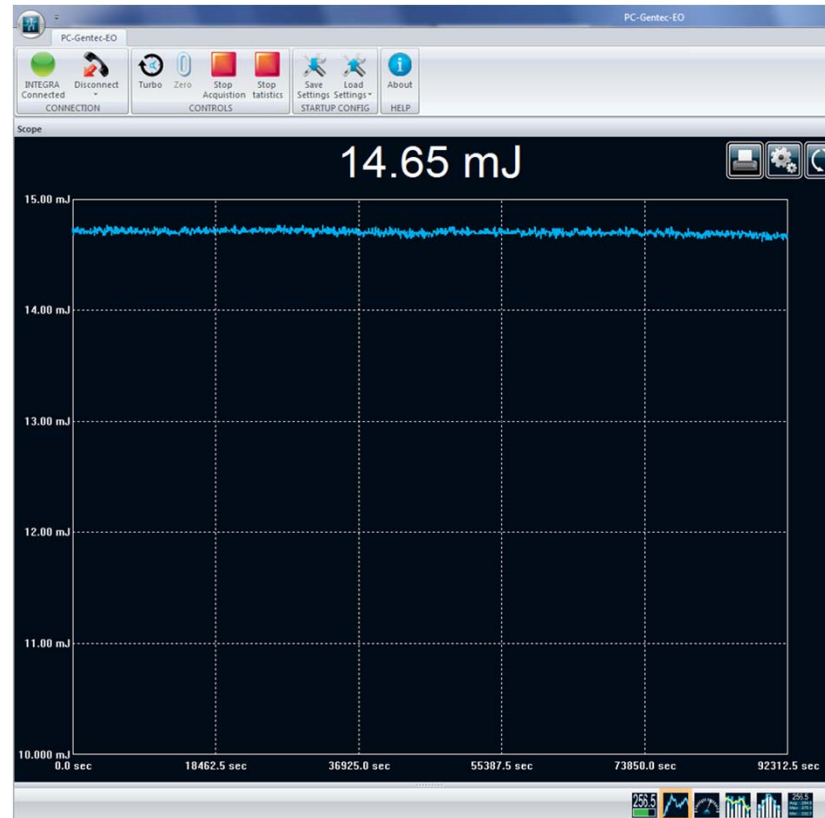 PC-Gentec-EO
PC-Gentec-EO
INTEGRA Connected
Disconnect
Turbo
Zero
Stop Acquistion
Stop tatistics
Save Settings
Load Settings
About
CONNECTION
CONTROLS
STARTUP CONFIG
HELP
Scope
14.65 mJ
15.00 mJ
14.00 mJ
13.00 mJ
12.00 mJ
11.00 mJ
10.000 mJ
0.0 sec
18462.5 sec
36925.0 sec
55387.5 sec
73850.0 sec
92312.5 sec
256.5
256.5